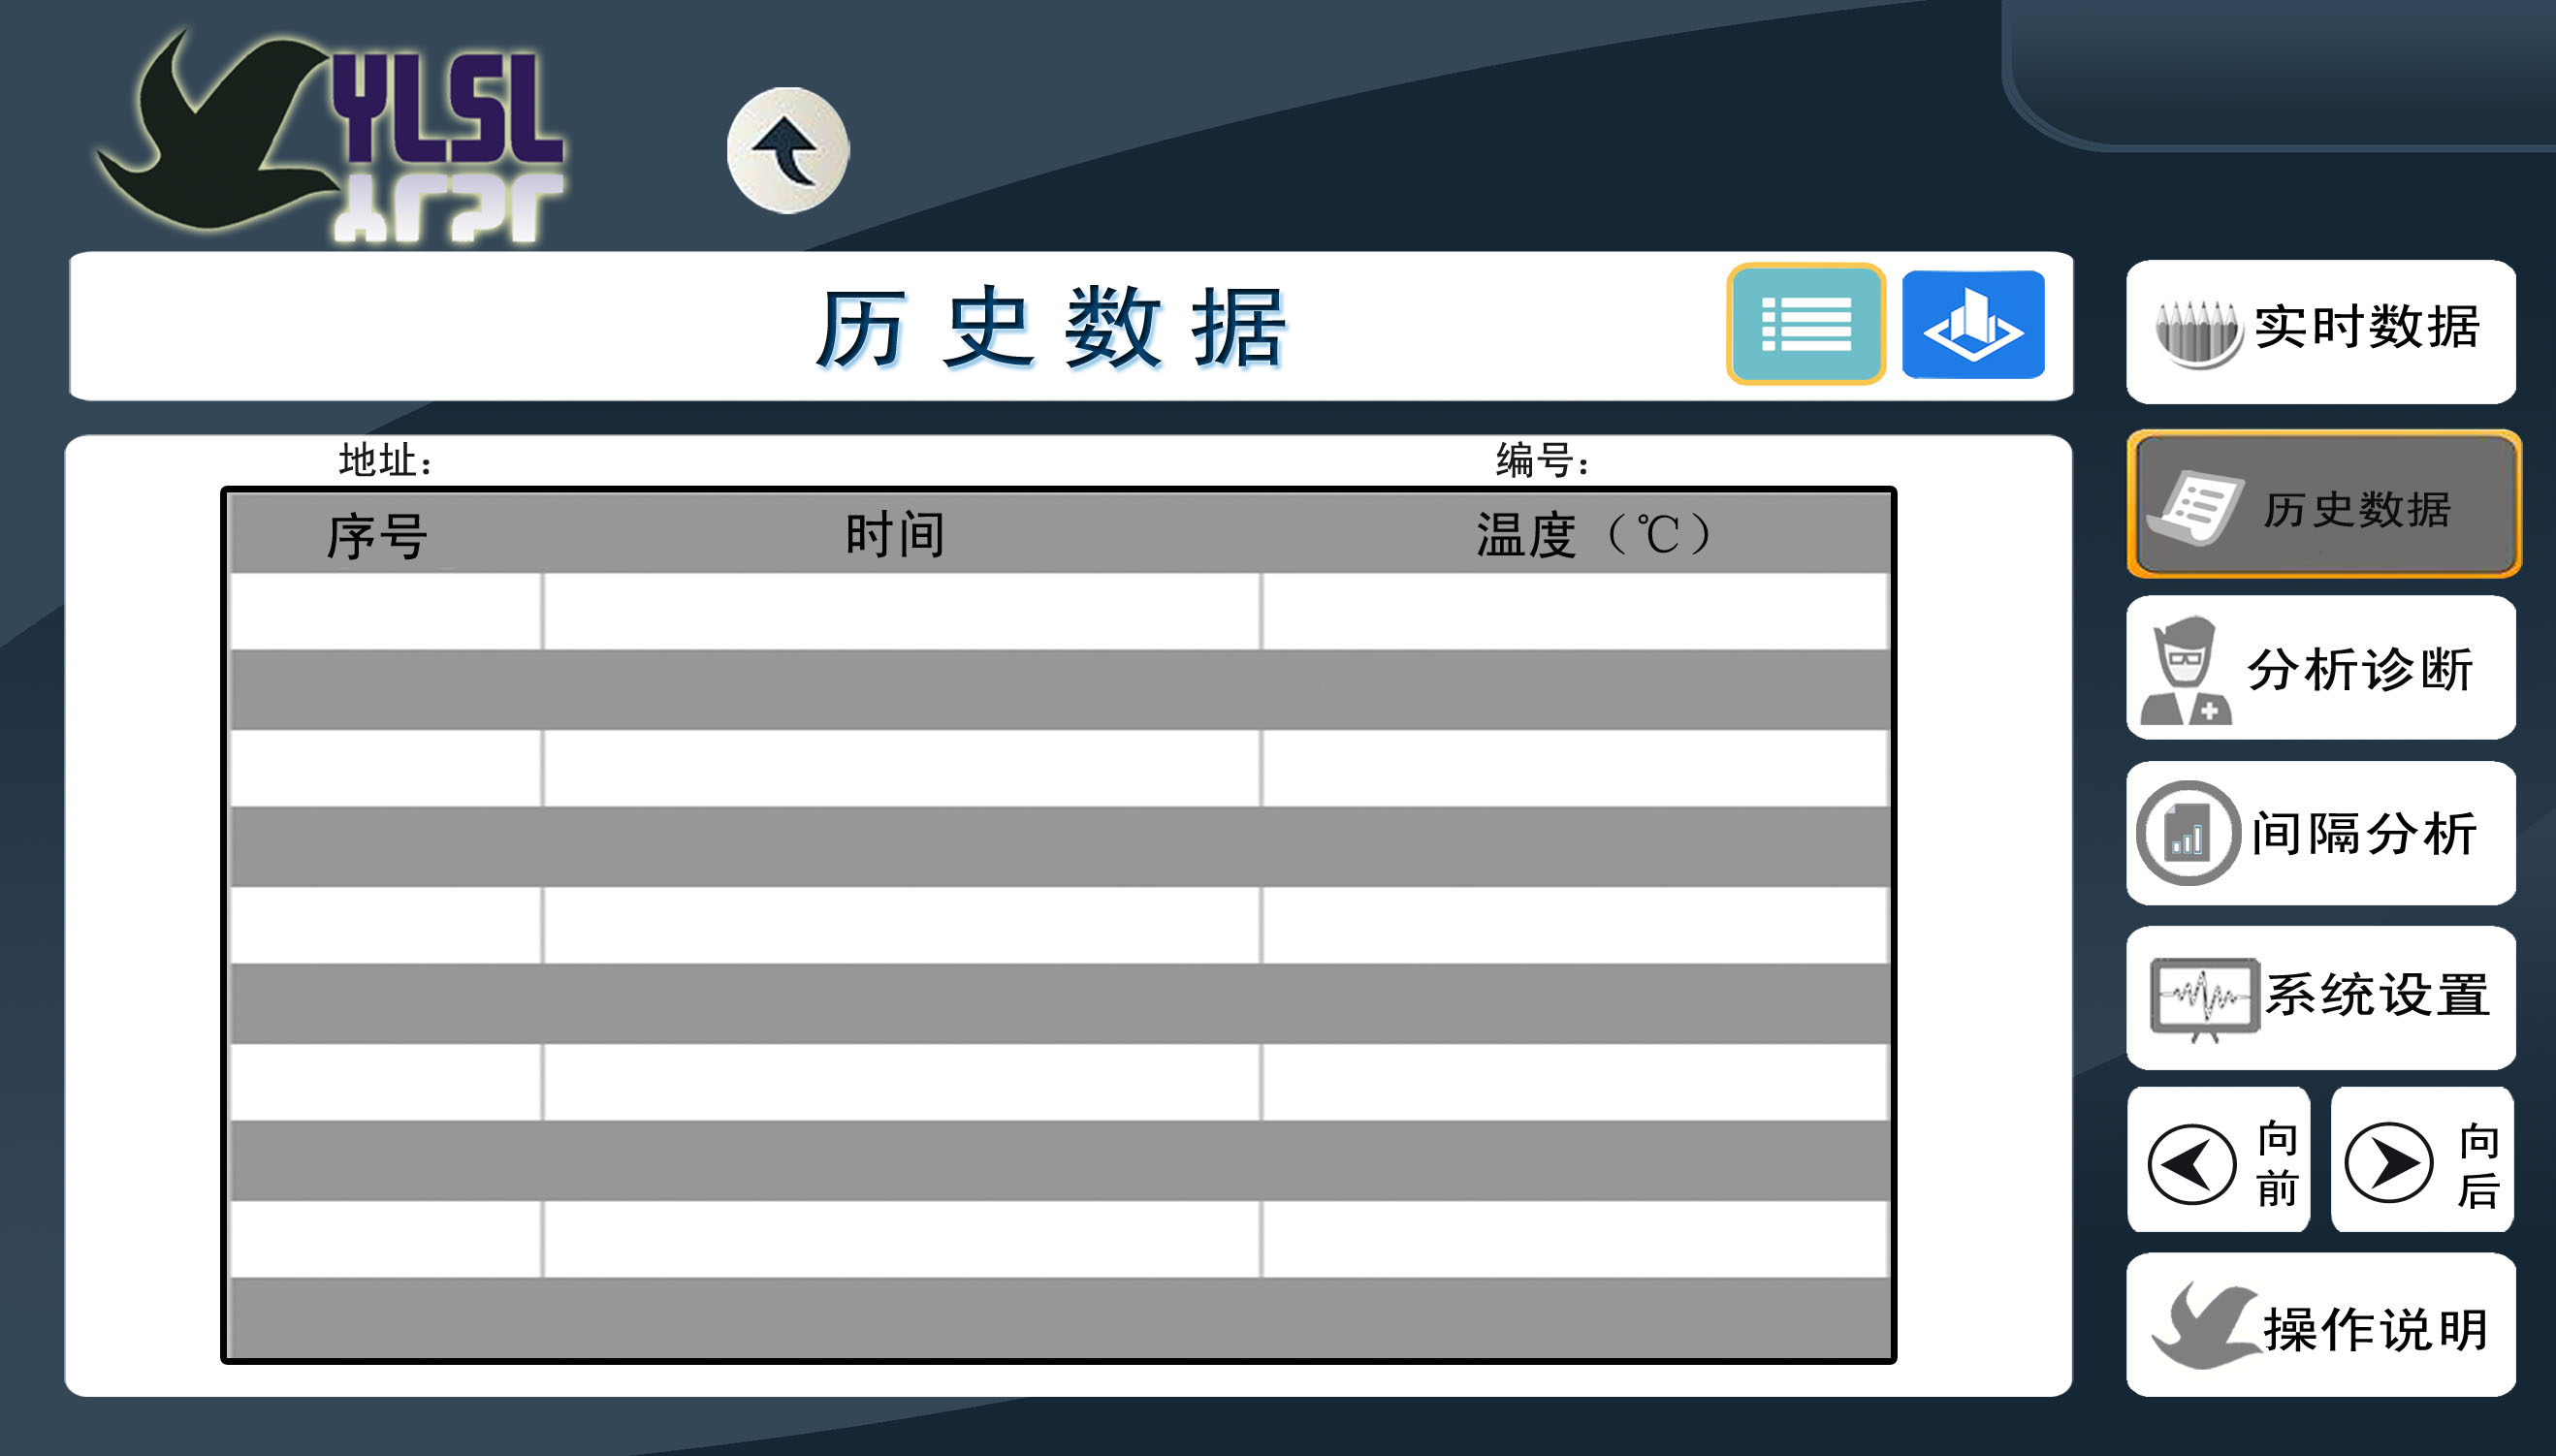 YLSL
历史数据
实时数据
地址：
编号：
序号 时间 温度（℃）
历史数据
分析诊断
间隔分析
系统设置
向前
向后
操作说明